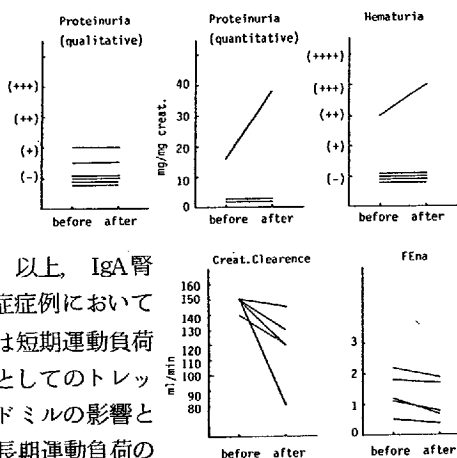 Proteinuria
(qualitative)
(+++)
(++)
(+)
(-)
before after
Proteinuria
(quantitative)
mg/mg creat.
40
30
20
10
0
before after
Hematuria
(++++)
(+++)
(++)
(+)
(-)
before after
以上, IgA腎
症症例において
は短期運動負荷
としてのトレッ
ドミルの影響と
長期運動負荷の
Creat.Clearence
ml/min
160
150
140
130
120
110
100
90
80
before after
FEna
3
2
1
0
before after